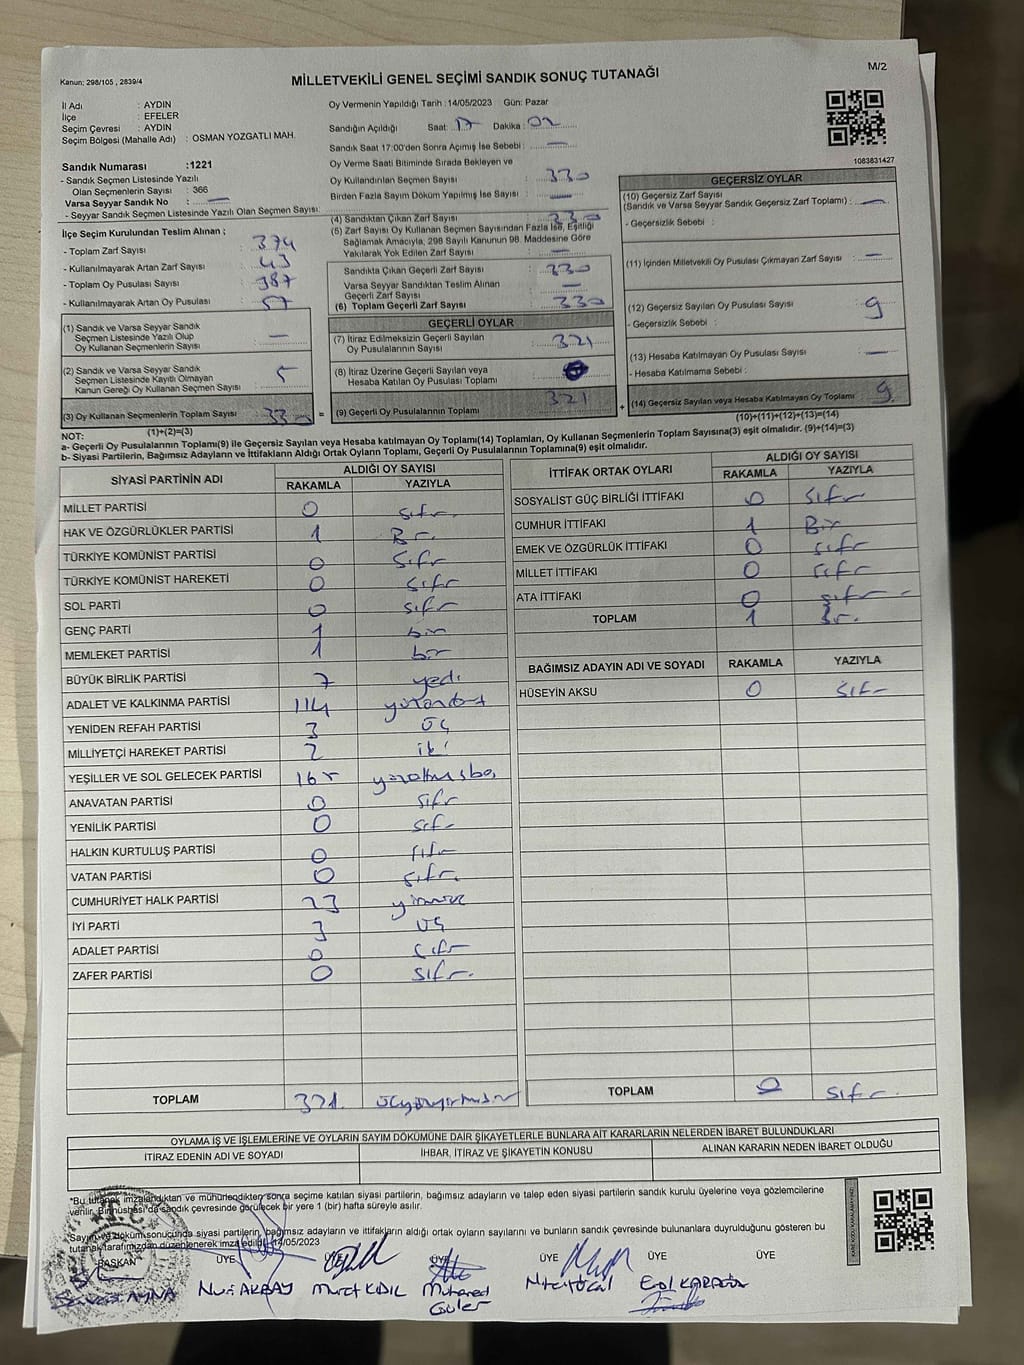 Kanun; 298/105 , 2839/4
MİLLETVEKİLİ GENEL SEÇİMİ SANDIK SONUÇ TUTANAĞI
M/2
İl Adı : AYDIN
İlçe : EFELER
Seçim Çevresi : AYDIN
Seçim Bölgesi (Mahalle Adı) : OSMAN YOZGATLI MAH.
Sandık Numarası : 1221
- Sandık Seçmen Listesinde Yazılı
Olan Seçmenlerin Sayısı : 366
Varsa Seyyar Sandık No : —
- Seyyar Sandık Seçmen Listesinde Yazılı Olan Seçmen Sayısı:
Oy Vermenin Yapıldığı Tarih : 14/05/2023 Gün: Pazar
Sandığın Açıldığı Saat: 17 Dakika: 02
Sandık Saat 17:00'den Sonra Açımış İse Sebebi : —
Oy Verme Saati Bitiminde Sırada Bekleyen ve
Oy Kullandırılan Seçmen Sayısı : 330
Birden Fazla Sayım Döküm Yapılmış İse Sayısı : —
1083831427
İlçe Seçim Kurulundan Teslim Alınan ;
- Toplam Zarf Sayısı : 374
- Kullanılmayarak Artan Zarf Sayısı : 43
- Toplam Oy Pusulası Sayısı : 387
- Kullanılmayarak Artan Oy Pusulası : 57
(1) Sandık ve Varsa Seyyar Sandık
Seçmen Listesinde Yazılı Olup
Oy Kullanan Seçmenlerin Sayısı : —
(2) Sandık ve Varsa Seyyar Sandık
Seçmen Listesinde Kayıtlı Olmayan
Kanun Gereği Oy Kullanan Seçmen Sayısı : 5
(3) Oy Kullanan Seçmenlerin Toplam Sayısı : 330
(1)+(2)=(3)
(4) Sandıktan Çıkan Zarf Sayısı : 330
(5) Zarf Sayısı Oy Kullanan Seçmen Sayısından Fazla İse, Eşitliği
Sağlamak Amacıyla, 298 Sayılı Kanunun 98. Maddesine Göre
Yakılarak Yok Edilen Zarf Sayısı : —
Sandıkta Çıkan Geçerli Zarf Sayısı : 330
Varsa Seyyar Sandıktan Teslim Alınan
Geçerli Zarf Sayısı : —
(6) Toplam Geçerli Zarf Sayısı : 330
GEÇERLİ OYLAR
(7) İtiraz Edilmeksizin Geçerli Sayılan
Oy Pusulalarının Sayısı : 321
(8) İtiraz Üzerine Geçerli Sayılan veya
Hesaba Katılan Oy Pusulası Toplamı :
= (9) Geçerli Oy Pusulalarının Toplamı : 321
GEÇERSİZ OYLAR
(10) Geçersiz Zarf Sayısı
(Sandık ve Varsa Seyyar Sandık Geçersiz Zarf Toplamı) : —
- Geçersizlik Sebebi :
(11) İçinden Milletvekili Oy Pusulası Çıkmayan Zarf Sayısı : —
(12) Geçersiz Sayılan Oy Pusulası Sayısı : 9
- Geçersizlik Sebebi :
(13) Hesaba Katılmayan Oy Pusulası Sayısı : —
- Hesaba Katılmama Sebebi :
+ (14) Geçersiz Sayılan veya Hesaba Katılmayan Oy Toplamı : 9
(10)+(11)+(12)+(13)=(14)
NOT:
a- Geçerli Oy Pusulalarının Toplamı(9) ile Geçersiz Sayılan veya Hesaba katılmayan Oy Toplamı(14) Toplamları, Oy Kullanan Seçmenlerin Toplam Sayısına(3) eşit olmalıdır. (9)+(14)=(3)
b- Siyasi Partilerin, Bağımsız Adayların ve İttifakların Aldığı Ortak Oyların Toplamı, Geçerli Oy Pusulalarının Toplamına(9) eşit olmalıdır.
SİYASİ PARTİNİN ADI ALDIĞI OY SAYISI
RAKAMLA YAZIYLA
MİLLET PARTİSİ 0 sıfır
HAK VE ÖZGÜRLÜKLER PARTİSİ 1 Bir
TÜRKİYE KOMÜNİST PARTİSİ 0 Sıfır
TÜRKİYE KOMÜNİST HAREKETİ 0 sıfır
SOL PARTİ 0 sıfır
GENÇ PARTİ 1 bir
MEMLEKET PARTİSİ 1 bir
BÜYÜK BİRLİK PARTİSİ 7 yedi
ADALET VE KALKINMA PARTİSİ 114 yüzondört
YENİDEN REFAH PARTİSİ 3 üç
MİLLİYETÇİ HAREKET PARTİSİ 2 iki
YEŞİLLER VE SOL GELECEK PARTİSİ 165 yüzaltmışbeş
ANAVATAN PARTİSİ 0 sıfır
YENİLİK PARTİSİ 0 sıfır
HALKIN KURTULUŞ PARTİSİ 0 sıfır
VATAN PARTİSİ 0 sıfır
CUMHURİYET HALK PARTİSİ 23 yirmiüç
İYİ PARTİ 3 üç
ADALET PARTİSİ 0 sıfır
ZAFER PARTİSİ 0 sıfır
TOPLAM 321 üçyüzyirmibir
İTTİFAK ORTAK OYLARI ALDIĞI OY SAYISI
RAKAMLA YAZIYLA
SOSYALİST GÜÇ BİRLİĞİ İTTİFAKI 0 sıfır
CUMHUR İTTİFAKI 1 Bir
EMEK VE ÖZGÜRLÜK İTTİFAKI 0 sıfır
MİLLET İTTİFAKI 0 sıfır
ATA İTTİFAKI 0 sıfır
TOPLAM 1 Bir
BAĞIMSIZ ADAYIN ADI VE SOYADI RAKAMLA YAZIYLA
HÜSEYİN AKSU 0 sıfır
TOPLAM 0 sıfır
OYLAMA İŞ VE İŞLEMLERİNE VE OYLARIN SAYIM DÖKÜMÜNE DAİR ŞİKAYETLERLE BUNLARA AİT KARARLARIN NELERDEN İBARET BULUNDUKLARI
İTİRAZ EDENİN ADI VE SOYADI İHBAR, İTİRAZ VE ŞİKAYETİN KONUSU ALINAN KARARIN NEDEN İBARET OLDUĞU
*Bu tutanak imzalandıktan ve mühürlendikten sonra seçime katılan siyasi partilerin, bağımsız adayların ve talep eden siyasi partilerin sandık kurulu üyelerine veya gözlemcilerine
verilir. Bir nüshası da sandık çevresinde görülecek bir yere 1 (bir) hafta süreyle asılır.
*Sayım ve döküm sonucunda siyasi partilerin, bağımsız adayların ve ittifakların aldığı ortak oyların sayılarını ve bunların sandık çevresinde bulunanlara duyrulduğunu gösteren bu
tutanak tarafımızdan düzenlenerek imza edildi. 14/05/2023
BAŞKAN ÜYE ÜYE ÜYE ÜYE ÜYE
Nuri AKBAY Murat KIDIL Muhamed
Güler